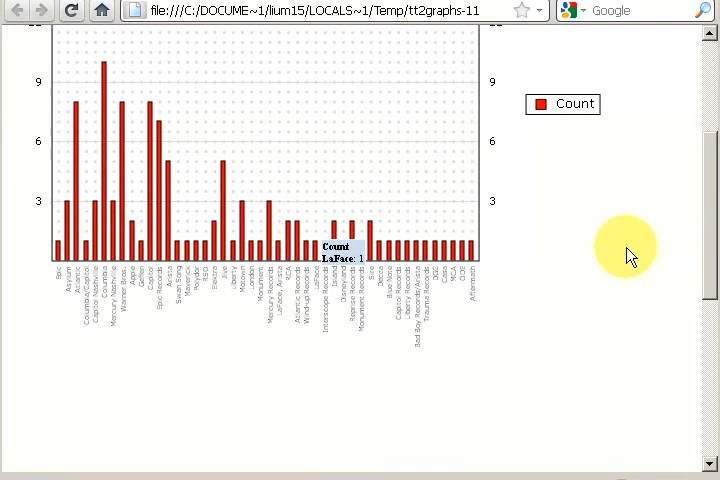 file:///C:/DOCUME~1/lium15/LOCALS~1/Temp/tt2graphs-11
Google
9
9
6
6
3
3
Count
Count
LaFace: 1
Epic
Asylum
Atlantic
Columbia/Capitol
Capitol Nashville
Columbia
Mercury Nashville
Warner Bros.
Apple
Geffen
Capitol
Epic Records
Arista
Swan Song
Maverick
RSO
Elektra
Jive
Liberty
Motown
London
Monument
Mercury Records
LaFace, Arista
RCA
Atlantic Records
Wind-up Records
LaFace
Interscope Records
Island
Disneyland
Reprise Records
Monument Records
Sire
Decca
Blue Note
Capitol Records
Liberty Records
Bad Boy Records/Arista
Trauma Records
DGC
Casa
MCA
ODE
Aftermath